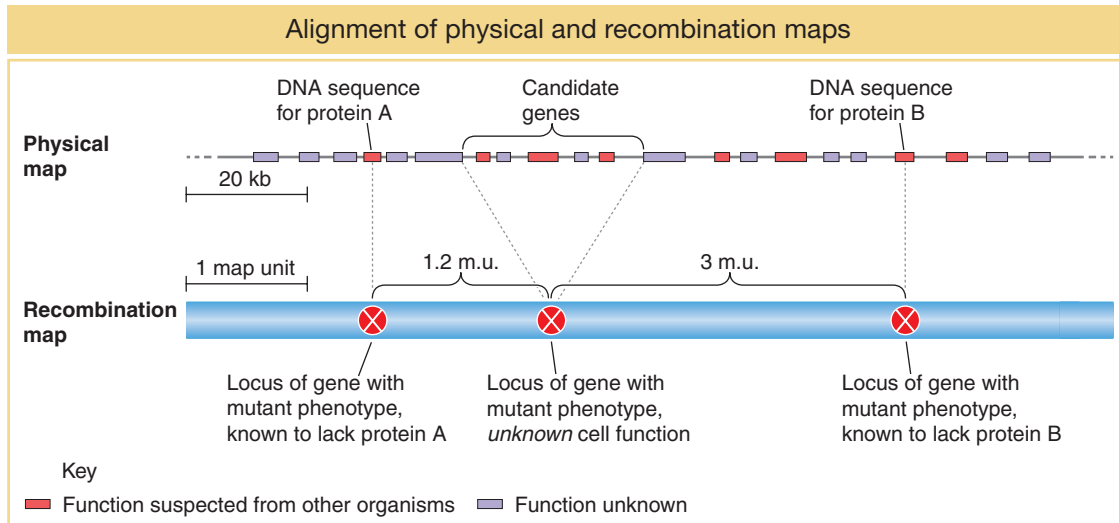 Alignment of physical and recombination maps
DNA sequence
for protein A
Candidate
genes
DNA sequence
for protein B
Physical
map
20 kb
1 map unit
1.2 m.u.
3 m.u.
Recombination
map
Locus of gene with
mutant phenotype,
known to lack protein A
Locus of gene with
mutant phenotype,
unknown cell function
Locus of gene with
mutant phenotype,
known to lack protein B
Key
Function suspected from other organisms
Function unknown